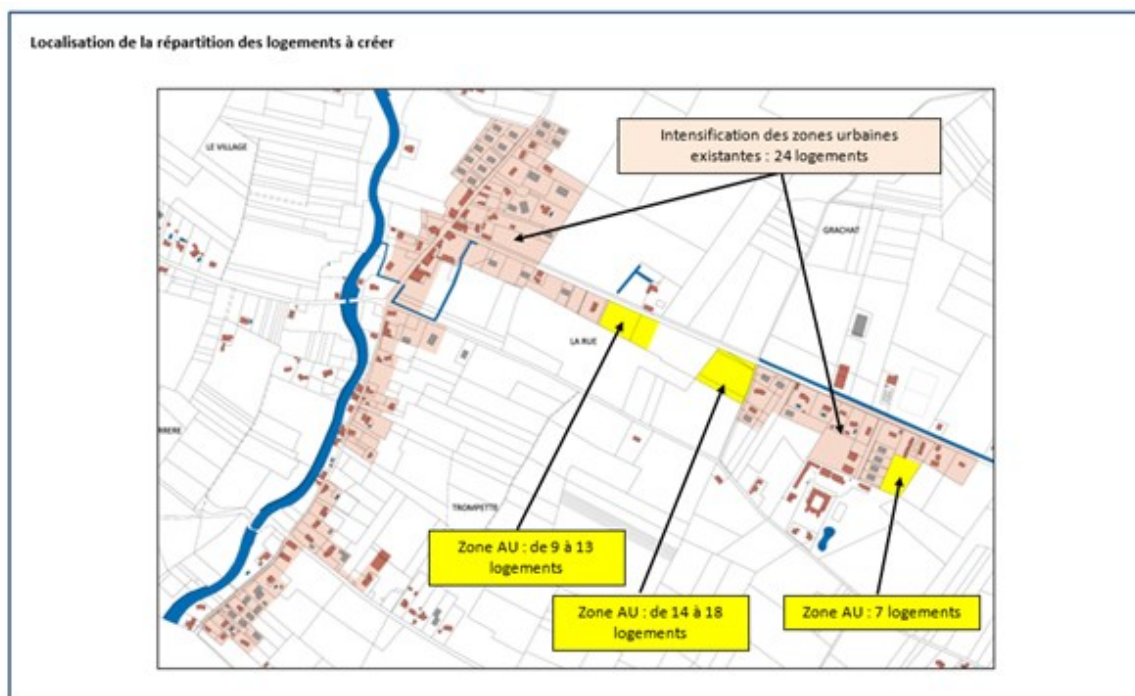 Localisation de la répartition des logements à créer
Intensification des zones urbaines
existantes : 24 logements
LE VILLAGE
GRACHAT
LA RUE
RRERE
TROMPETTE
Zone AU : de 9 à 13
logements
Zone AU : de 14 à 18
logements
Zone AU : 7 logements